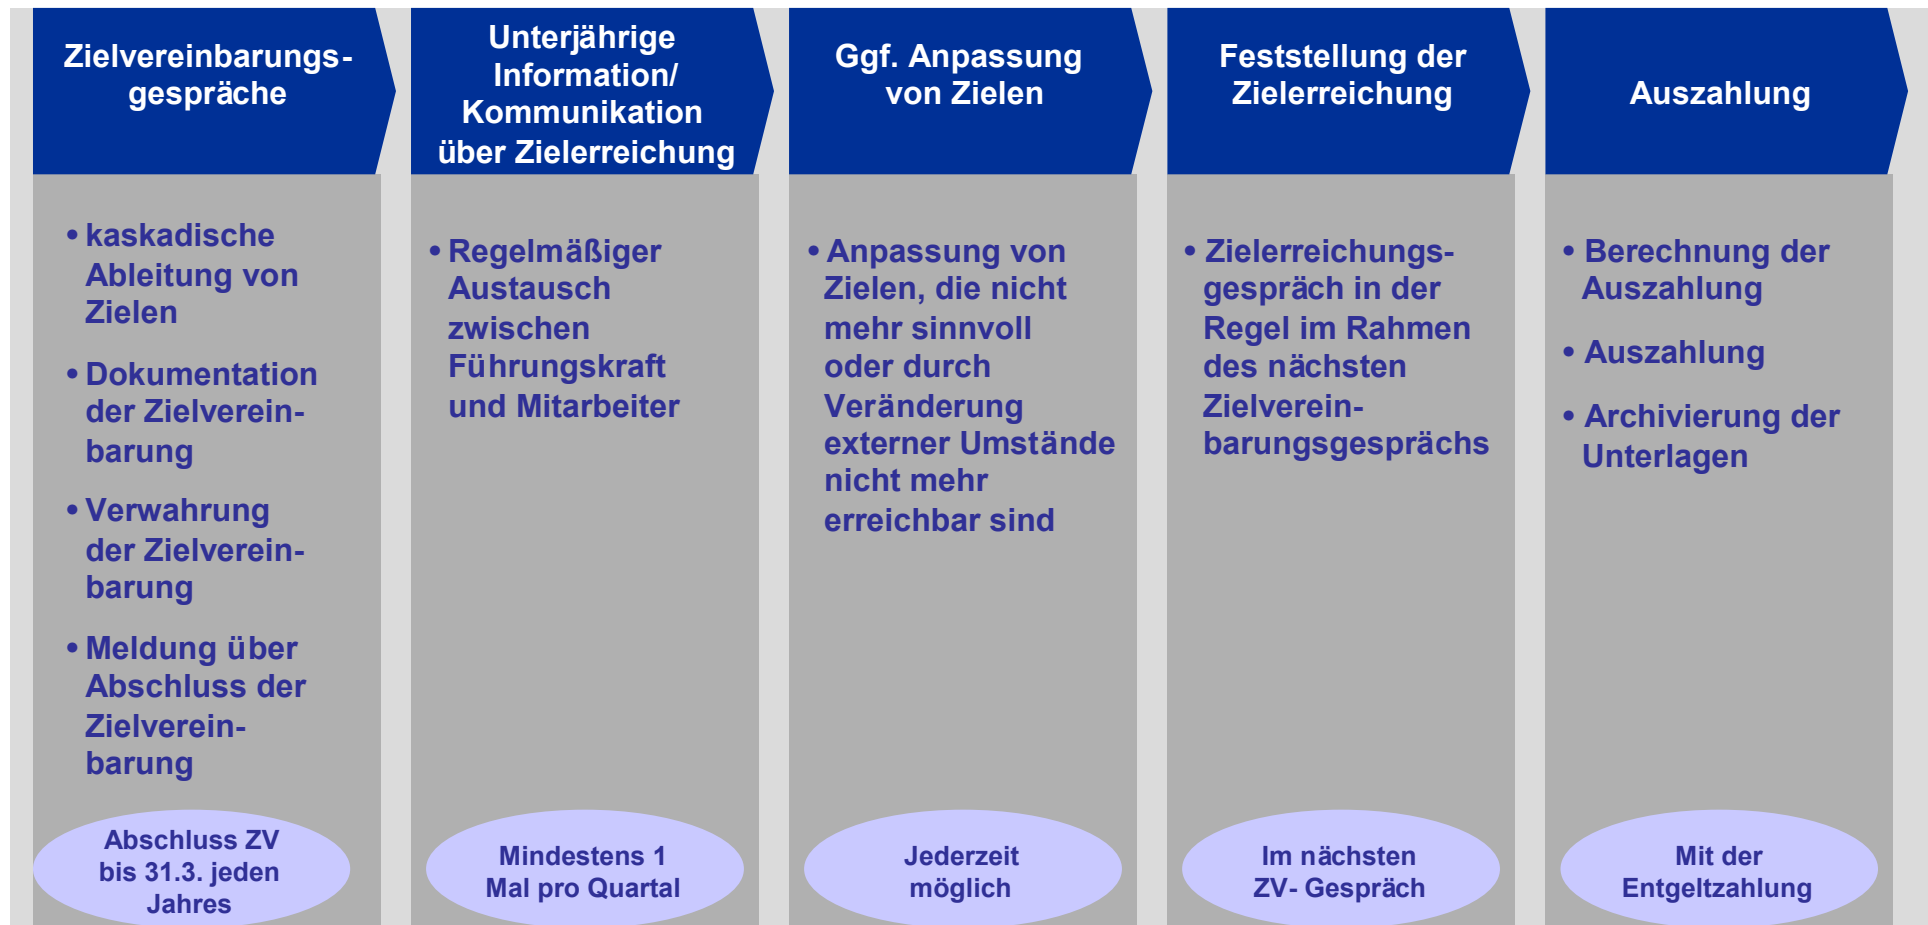 Zielvereinbarungs-
gespräche
• kaskadische
Ableitung von
Zielen
• Dokumentation
der Zielverein-
barung
• Verwahrung
der Zielverein-
barung
• Meldung über
Abschluss der
Zielverein-
barung
Abschluss ZV
bis 31.3. jeden
Jahres
Unterjährige
Information/
Kommunikation
über Zielerreichung
• Regelmäßiger
Austausch
zwischen
Führungskraft
und Mitarbeiter
Mindestens 1
Mal pro Quartal
Ggf. Anpassung
von Zielen
• Anpassung von
Zielen, die nicht
mehr sinnvoll
oder durch
Veränderung
externer Umstände
nicht mehr
erreichbar sind
Jederzeit
möglich
Feststellung der
Zielerreichung
• Zielerreichungs-
gespräch in der
Regel im Rahmen
des nächsten
Zielverein-
barungsgesprächs
Im nächsten
ZV- Gespräch
Auszahlung
• Berechnung der
Auszahlung
• Auszahlung
• Archivierung der
Unterlagen
Mit der
Entgeltzahlung